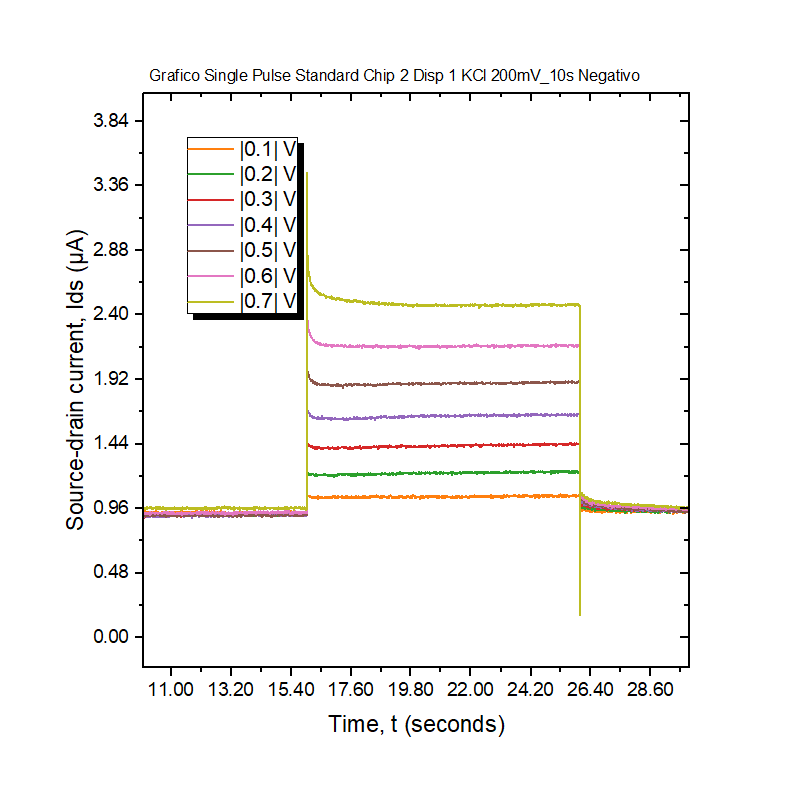 Grafico Single Pulse Standard Chip 2 Disp 1 KCl 200mV_10s Negativo
3.84
3.36
2.88
2.40
1.92
1.44
0.96
0.48
0.00
Source-drain current, Ids (µA)
|0.1| V
|0.2| V
|0.3| V
|0.4| V
|0.5| V
|0.6| V
|0.7| V
11.00 13.20 15.40 17.60 19.80 22.00 24.20 26.40 28.60
Time, t (seconds)